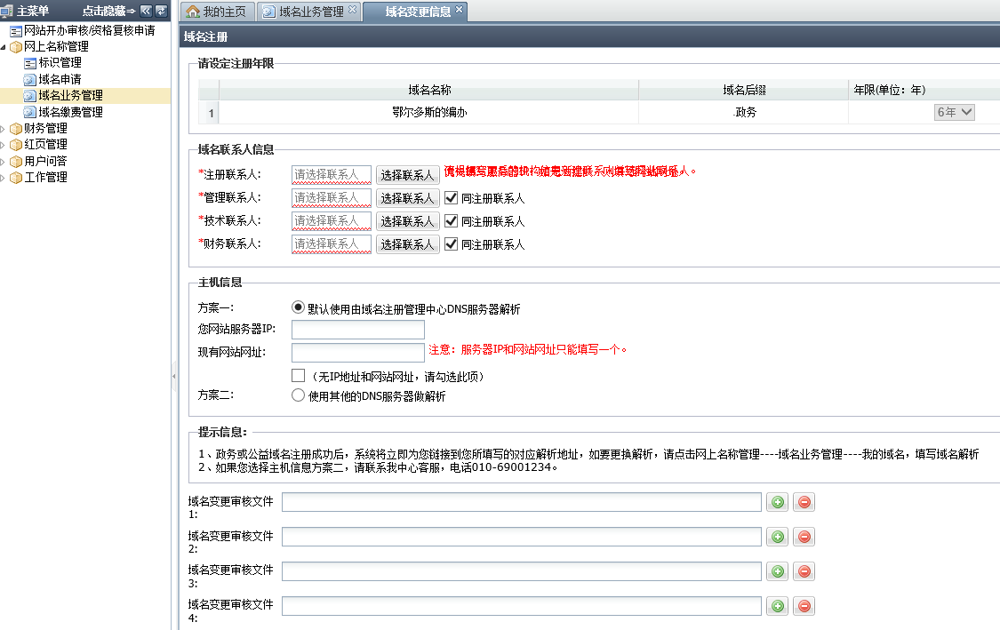 主菜单 点击隐藏⇒
网站开办审核/资格复核申请
网上名称管理
标识管理
域名申请
域名业务管理
域名缴费管理
财务管理
红页管理
用户问答
工作管理
我的主页 域名业务管理 域名变更信息
域名注册
请设定注册年限
域名名称 域名后缀 年限(单位：年)
1 鄂尔多斯的编办 .政务 6年
域名联系人信息
*注册联系人: 请选择联系人 选择联系人
*管理联系人: 请选择联系人 选择联系人 同注册联系人
*技术联系人: 请选择联系人 选择联系人 同注册联系人
*财务联系人: 请选择联系人 选择联系人 同注册联系人
主机信息
方案一: 默认使用由域名注册管理中心DNS服务器解析
您网站服务器IP:
现有网站网址: 注意：服务器IP和网站网址只能填写一个。
（无IP地址和网站网址，请勾选此项）
方案二: 使用其他的DNS服务器做解析
提示信息:
1、政务或公益域名注册成功后，系统将立即为您链接到您所填写的对应解析地址，如要更换解析，请点击网上名称管理----域名业务管理----我的域名，填写域名解析
2、如果您选择主机信息方案二，请联系我中心客服，电话010-69001234。
域名变更审核文件
1:
域名变更审核文件
2:
域名变更审核文件
3:
域名变更审核文件
4: